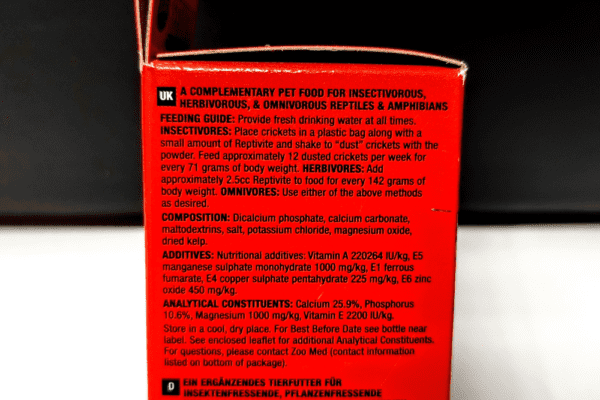 UK A COMPLEMENTARY PET FOOD FOR INSECTIVOROUS,
HERBIVOROUS, & OMNIVOROUS REPTILES & AMPHIBIANS
FEEDING GUIDE: Provide fresh drinking water at all times.
INSECTIVORES: Place crickets in a plastic bag along with a
small amount of Reptivite and shake to “dust” crickets with the
powder. Feed approximately 12 dusted crickets per week for
every 71 grams of body weight. HERBIVORES: Add
approximately 2.5cc Reptivite to food for every 142 grams of
body weight. OMNIVORES: Use either of the above methods
as desired.
COMPOSITION: Dicalcium phosphate, calcium carbonate,
maltodextrins, salt, potassium chloride, magnesium oxide,
dried kelp.
ADDITIVES: Nutritional additives: Vitamin A 220264 IU/kg, E5
manganese sulphate monohydrate 1000 mg/kg, E1 ferrous
fumarate, E4 copper sulphate pentahydrate 225 mg/kg, E6 zinc
oxide 450 mg/kg.
ANALYTICAL CONSTITUENTS: Calcium 25.9%, Phosphorus
10.6%, Magnesium 1000 mg/kg, Vitamin E 2200 IU/kg.
Store in a cool, dry place. For Best Before Date see bottle near
label. See enclosed leaflet for additional Analytical Constituents.
For questions, please contact Zoo Med (contact information
listed on bottom of package).
D EIN ERGÄNZENDES TIERFUTTER FÜR
INSEKTENFRESSENDE, PFLANZENFRESSENDE